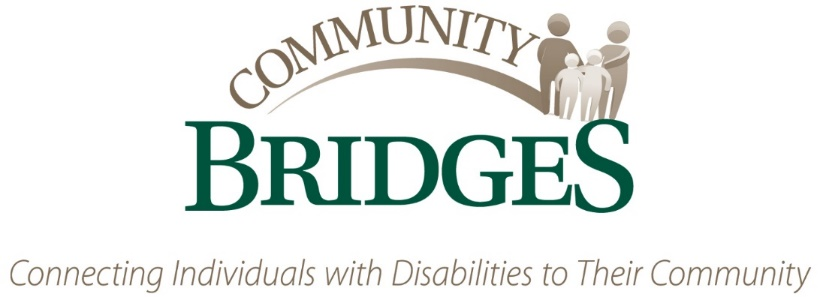 COMMUNITY
BRIDGES
Connecting Individuals with Disabilities to Their Community